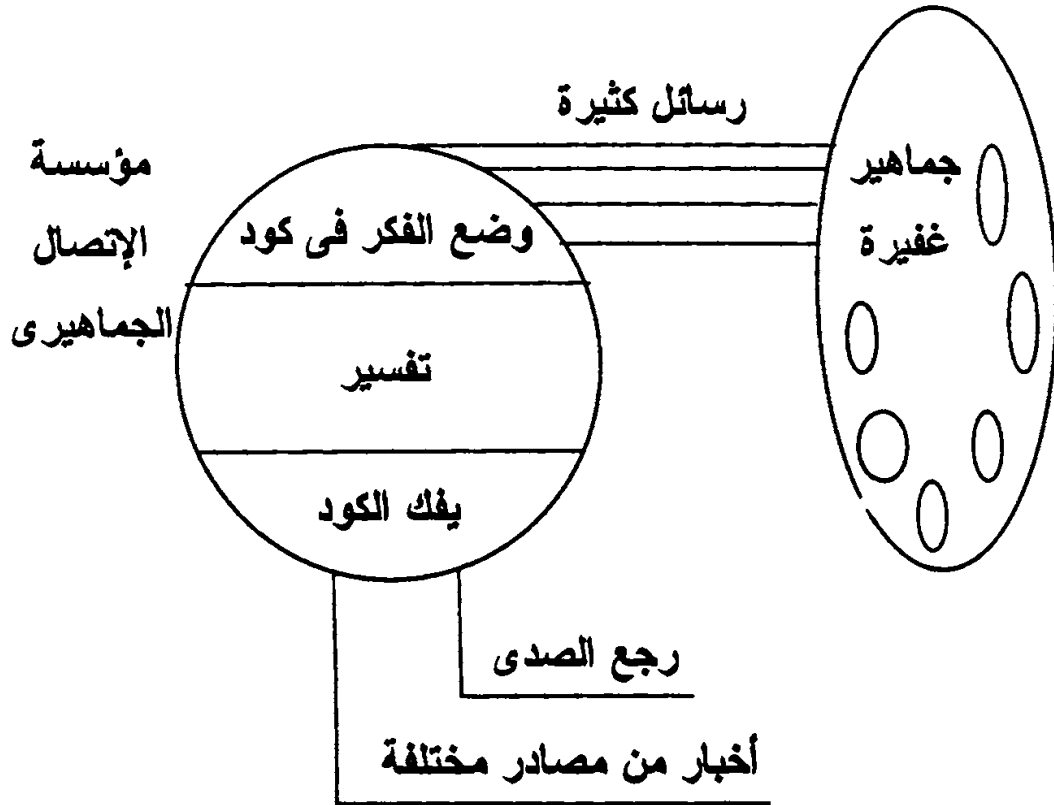 رسائل كثيرة
جماهير
غفيرة
مؤسسة
الإتصال
الجماهيرى
وضع الفكر فى كود
تفسير
يفك الكود
رجع الصدى
أخبار من مصادر مختلفة